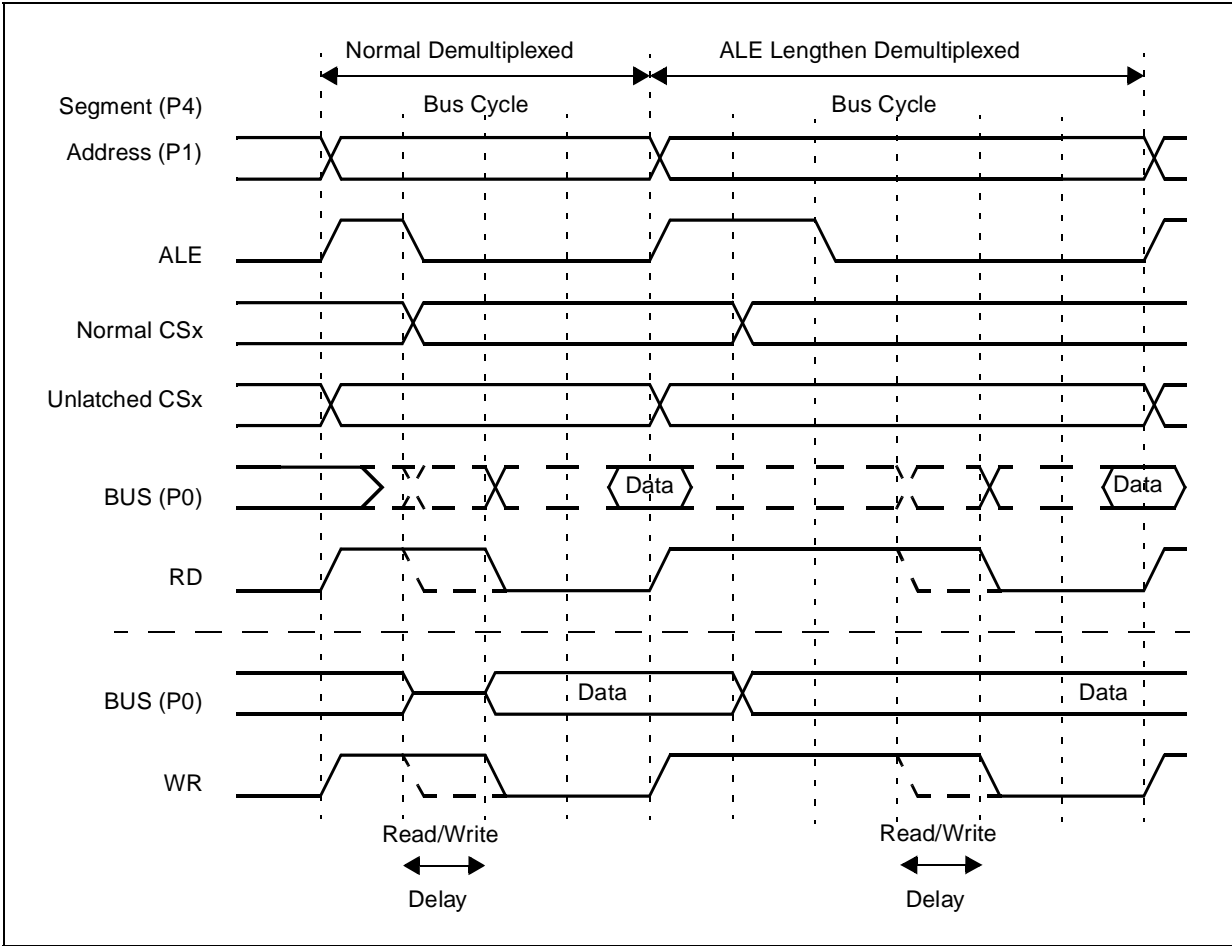 Normal Demultiplexed
ALE Lengthen Demultiplexed
Segment (P4)
Bus Cycle
Bus Cycle
Address (P1)
ALE
Normal CSx
Unlatched CSx
BUS (P0)
Data
Data
RD
BUS (P0)
Data
Data
WR
Read/Write
Read/Write
Delay
Delay